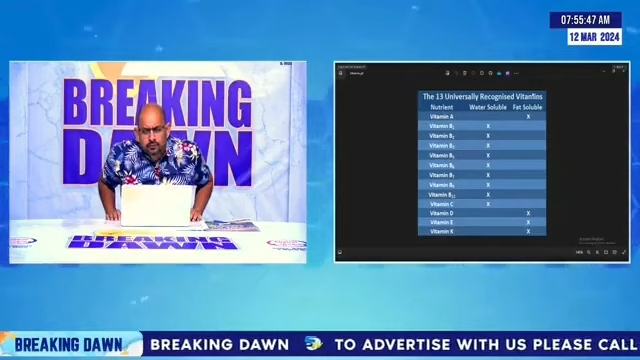 07:55:47 AM
12 MAR 2024
BREAKING
DAWN
BREAKING
DAWN
The 13 Universally Recognised Vitamins
Nutrient Water Soluble Fat Soluble
Vitamin A X
Vitamin B1 X
Vitamin B2 X
Vitamin B3 X
Vitamin B5 X
Vitamin B6 X
Vitamin B7 X
Vitamin B9 X
Vitamin B12 X
Vitamin C X
Vitamin D X
Vitamin E X
Vitamin K X
BREAKING DAWN
BREAKING DAWN TO ADVERTISE WITH US PLEASE CALL